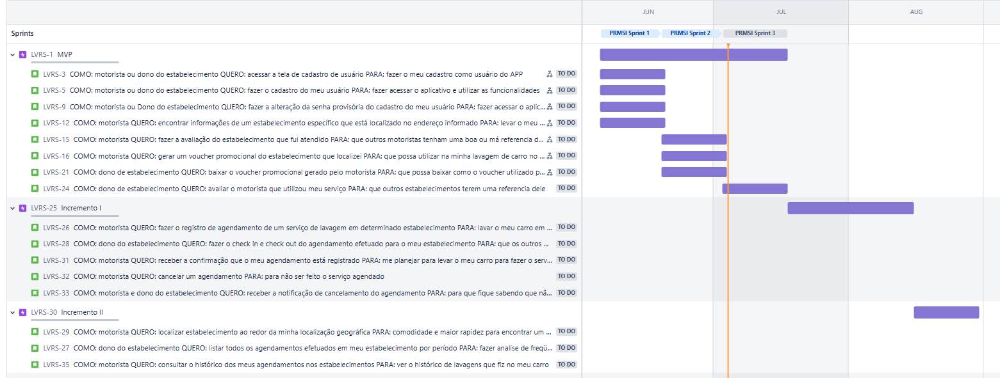 JUN JUL AUG
Sprints PRMSI Sprint 1 PRMSI Sprint 2 PRMSI Sprint 3
LVRS-1 MVP
LVRS-3 COMO: motorista ou dono do estabelecimento QUERO: acessar a tela de cadastro de usuário PARA: fazer o meu cadastro como usuário do APP TO DO
LVRS-5 COMO: motorista ou dono do estabelecimento QUERO: fazer o cadastro do meu usuário PARA: fazer acessar o aplicativo e utilizar as funcionalidades TO DO
LVRS-9 COMO: motorista ou Dono do estabelecimento QUERO: fazer a alteração da senha provisória do cadastro do meu usuário PARA: fazer acessar o aplic... TO DO
LVRS-12 COMO: motorista QUERO: encontrar informações de um estabelecimento específico que está localizado no endereço informado PARA: levar o meu ... TO DO
LVRS-15 COMO: motorista QUERO: fazer a avaliação do estabelecimento que fui atendido PARA: que outros motoristas tenham uma boa ou má referencia d... TO DO
LVRS-16 COMO: motorista QUERO: gerar um voucher promocional do estabelecimento que localizei PARA: que possa utilizar na minha lavagem de carro no ... TO DO
LVRS-21 COMO: dono de estabelecimento QUERO: baixar o voucher promocional gerado pelo motorista PARA: que possa baixar como o voucher utilizado p... TO DO
LVRS-24 COMO: dono de estabelecimento QUERO: avaliar o motorista que utilizou meu serviço PARA: que outros estabelecimentos terem uma referencia dele TO DO
LVRS-25 Incremento I
LVRS-26 COMO: motorista QUERO: fazer o registro de agendamento de um serviço de lavagem em determinado estabelecimento PARA: lavar o meu carro em ... TO DO
LVRS-28 COMO: dono do estabelecimento QUERO: fazer o check in e check out do agendamento efetuado para o meu estabelecimento PARA: que os outros ... TO DO
LVRS-31 COMO: motorista QUERO: receber a confirmação que o meu agendamento está registrado PARA: me planejar para levar o meu carro para fazer o serv... TO DO
LVRS-32 COMO: motorista QUERO: cancelar um agendamento PARA: para não ser feito o serviço agendado TO DO
LVRS-33 COMO: motorista e dono do estabelecimento QUERO: receber a notificação de cancelamento do agendamento PARA: para que fique sabendo que nã... TO DO
LVRS-30 Incremento II
LVRS-29 COMO: motorista QUERO: localizar estabelecimento ao redor da minha localização geográfica PARA: comodidade e maior rapidez para encontrar um ... TO DO
LVRS-27 COMO: dono do estabelecimento QUERO: listar todos os agendamentos efetuados em meu estabelecimento por período PARA: fazer analise de freqü... TO DO
LVRS-35 COMO: motorista QUERO: consultar o histórico dos meus agendamentos nos estabelecimentos PARA: ver o histórico de lavagens que fiz no meu carro TO DO